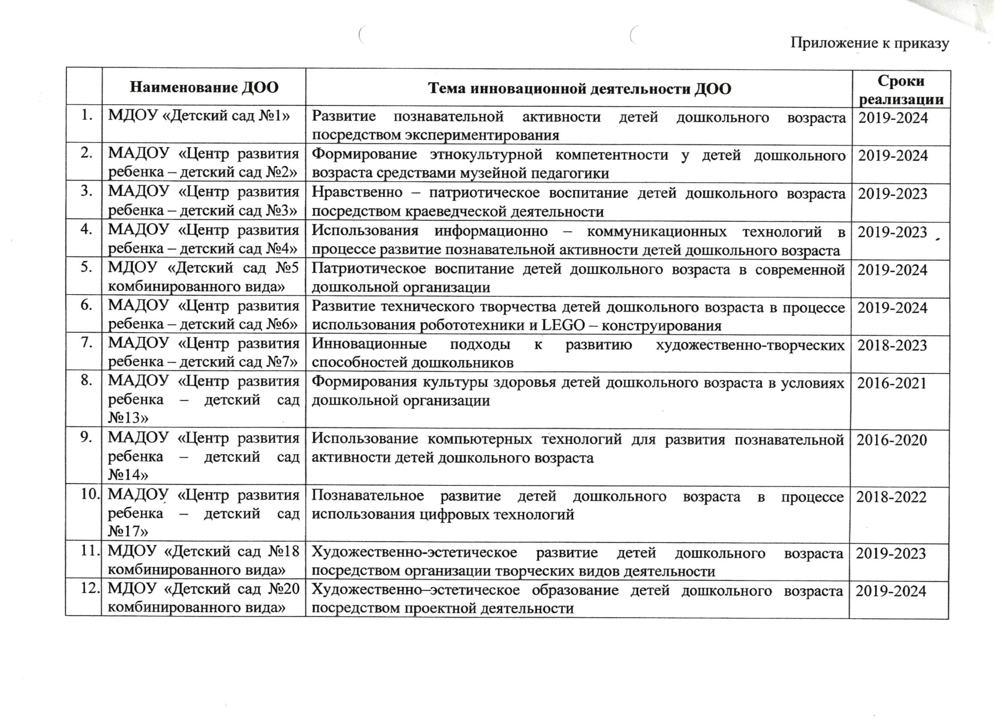 Приложение к приказу
Наименование ДОО
Тема инновационной деятельности ДОО
Сроки
реализации
1.
МДОУ «Детский сад №1»
Развитие познавательной активности детей дошкольного возраста
посредством экспериментирования
2019-2024
2.
МАДОУ «Центр развития
ребенка – детский сад №2»
Формирование этнокультурной компетентности у детей дошкольного
возраста средствами музейной педагогики
2019-2024
3.
МАДОУ «Центр развития
ребенка – детский сад №3»
Нравственно – патриотическое воспитание детей дошкольного возраста
посредством краеведческой деятельности
2019-2023
4.
МАДОУ «Центр развития
ребенка – детский сад №4»
Использования информационно – коммуникационных технологий в
процессе развитие познавательной активности детей дошкольного возраста
2019-2023
5.
МДОУ «Детский сад №5
комбинированного вида»
Патриотическое воспитание детей дошкольного возраста в современной
дошкольной организации
2019-2024
6.
МАДОУ «Центр развития
ребенка – детский сад №6»
Развитие технического творчества детей дошкольного возраста в процессе
использования робототехники и LEGO – конструирования
2019-2024
7.
МАДОУ «Центр развития
ребенка – детский сад №7»
Инновационные подходы к развитию художественно-творческих
способностей дошкольников
2018-2023
8.
МАДОУ «Центр развития
ребенка – детский сад
№13»
Формирования культуры здоровья детей дошкольного возраста в условиях
дошкольной организации
2016-2021
9.
МАДОУ «Центр развития
ребенка – детский сад
№14»
Использование компьютерных технологий для развития познавательной
активности детей дошкольного возраста
2016-2020
10.
МАДОУ «Центр развития
ребенка – детский сад
№17»
Познавательное развитие детей дошкольного возраста в процессе
использования цифровых технологий
2018-2022
11.
МДОУ «Детский сад №18
комбинированного вида»
Художественно-эстетическое развитие детей дошкольного возраста
посредством организации творческих видов деятельности
2019-2023
12.
МДОУ «Детский сад №20
комбинированного вида»
Художественно–эстетическое образование детей дошкольного возраста
посредством проектной деятельности
2019-2024